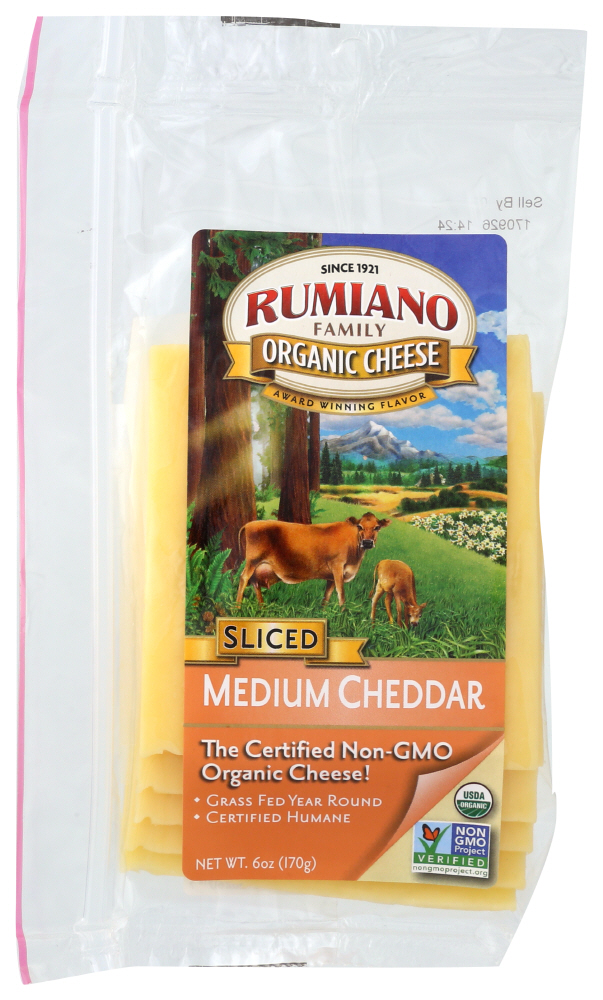 Sell By
170926 14:24
SINCE 1921
RUMIANO
FAMILY
ORGANIC CHEESE
AWARD WINNING FLAVOR
SLICED
MEDIUM CHEDDAR
The Certified Non-GMO
Organic Cheese!
• GRASS FED YEAR ROUND
• CERTIFIED HUMANE
USDA
ORGANIC
NON
GMO
Project
VERIFIED
nongmoproject.org
NET WT. 6oz (170g)